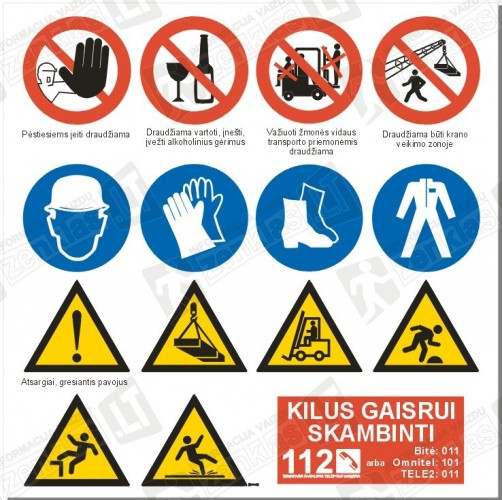 Pėstiesiems įeiti draudžiama
Draudžiama vartoti, įnešti,
įvežti alkoholinius gėrimus
Važiuoti žmonės vidaus
transporto priemonėmis
draudžiama
Draudžiama būti krano
veikimo zonoje
Atsargiai, gresiantis pavojus
KILUS GAISRUI
SKAMBINTI
112 arba
Bitė: 011
Omnitel: 101
TELE2: 011